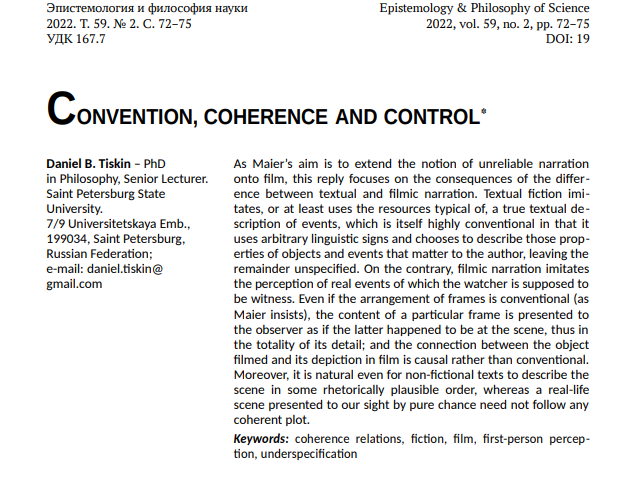 Эпистемология и философия науки
2022. Т. 59. № 2. С. 72–75
УДК 167.7
Epistemology & Philosophy of Science
2022, vol. 59, no. 2, pp. 72–75
DOI: 19
CONVENTION, COHERENCE AND CONTROL*
Daniel B. Tiskin – PhD
in Philosophy, Senior Lecturer.
Saint Petersburg State
University.
7/9 Universitetskaya Emb.,
199034, Saint Petersburg,
Russian Federation;
e-mail: daniel.tiskin@
gmail.com
As Maier’s aim is to extend the notion of unreliable narration
onto film, this reply focuses on the consequences of the differ-
ence between textual and filmic narration. Textual fiction imi-
tates, or at least uses the resources typical of, a true textual de-
scription of events, which is itself highly conventional in that it
uses arbitrary linguistic signs and chooses to describe those prop-
erties of objects and events that matter to the author, leaving the
remainder unspecified. On the contrary, filmic narration imitates
the perception of real events of which the watcher is supposed to
be witness. Even if the arrangement of frames is conventional (as
Maier insists), the content of a particular frame is presented to
the observer as if the latter happened to be at the scene, thus in
the totality of its detail; and the connection between the object
filmed and its depiction in film is causal rather than conventional.
Moreover, it is natural even for non-fictional texts to describe the
scene in some rhetorically plausible order, whereas a real-life
scene presented to our sight by pure chance need not follow any
coherent plot.
Keywords: coherence relations, fiction, film, first-person percep-
tion, underspecification